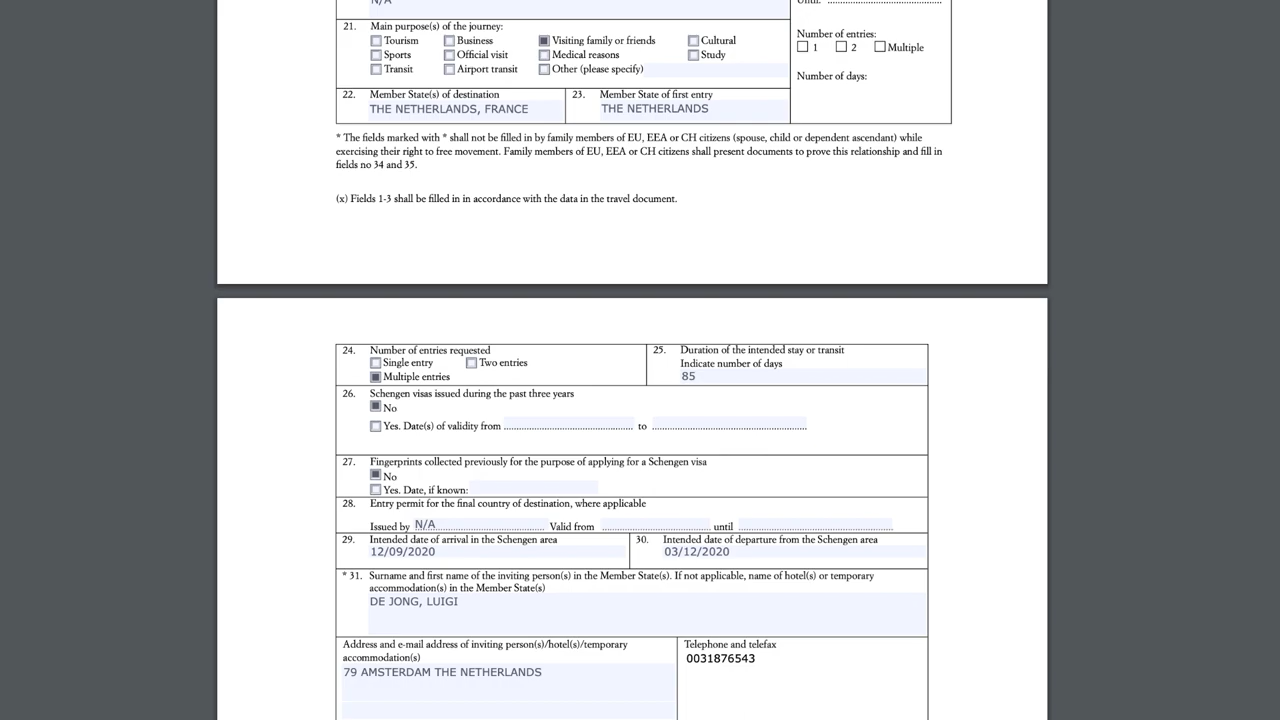 N/A
Until: ..........................................
21. Main purpose(s) of the journey:
Tourism Business Visiting family or friends Cultural
Sports Official visit Medical reasons Study
Transit Airport transit Other (please specify)
Number of entries:
1 2 Multiple
Number of days:
22. Member State(s) of destination
THE NETHERLANDS, FRANCE
23. Member State of first entry
THE NETHERLANDS
* The fields marked with * shall not be filled in by family members of EU, EEA or CH citizens (spouse, child or dependent ascendant) while
exercising their right to free movement. Family members of EU, EEA or CH citizens shall present documents to prove this relationship and fill in
fields no 34 and 35.
(x) Fields 1-3 shall be filled in in accordance with the data in the travel document.
24. Number of entries requested
Single entry Two entries
Multiple entries
25. Duration of the intended stay or transit
Indicate number of days
85
26. Schengen visas issued during the past three years
No
Yes. Date(s) of validity from .................................................. to ............................................................
27. Fingerprints collected previously for the purpose of applying for a Schengen visa
No
Yes. Date, if known:
28. Entry permit for the final country of destination, where applicable
Issued by N/A .................................................. Valid from .......................................... until ............................................................
29. Intended date of arrival in the Schengen area
12/09/2020
30. Intended date of departure from the Schengen area
03/12/2020
* 31. Surname and first name of the inviting person(s) in the Member State(s). If not applicable, name of hotel(s) or temporary
accommodation(s) in the Member State(s)
DE JONG, LUIGI
Address and e-mail address of inviting person(s)/hotel(s)/temporary
accommodation(s)
79 AMSTERDAM THE NETHERLANDS
Telephone and telefax
0031876543